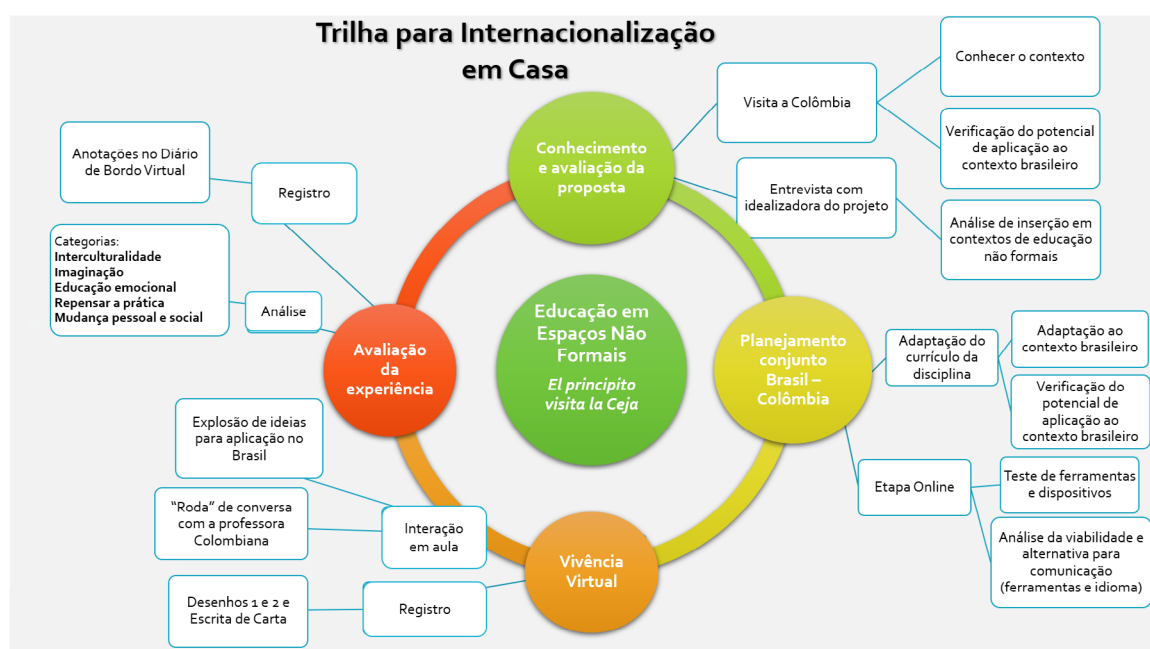 Trilha para Internacionalização
em Casa
Conhecimento
e avaliação da
proposta
Visita a Colômbia
Conhecer o contexto
Verificação do potencial
de aplicação ao
contexto brasileiro
Entrevista com
idealizadora do projeto
Análise de inserção em
contextos de educação
não formais
Educação em
Espaços Não
Formais
El principito
visita la Ceja
Planejamento
conjunto
Brasil –
Colômbia
Adaptação do
currículo da
disciplina
Adaptação ao
contexto brasileiro
Verificação do
potencial de
aplicação ao
contexto brasileiro
Etapa Online
Teste de ferramentas
e dispositivos
Análise da viabilidade e
alternativa para
comunicação
(ferramentas e idioma)
Vivência
Virtual
Interação
em aula
Explosão de ideias
para aplicação no
Brasil
“Roda” de conversa
com a professora
Colombiana
Registro
Desenhos 1 e 2 e
Escrita de Carta
Avaliação
da
experiência
Registro
Anotações no Diário
de Bordo Virtual
Análise
Categorias:
Interculturalidade
Imaginação
Educação emocional
Repensar a prática
Mudança pessoal e social